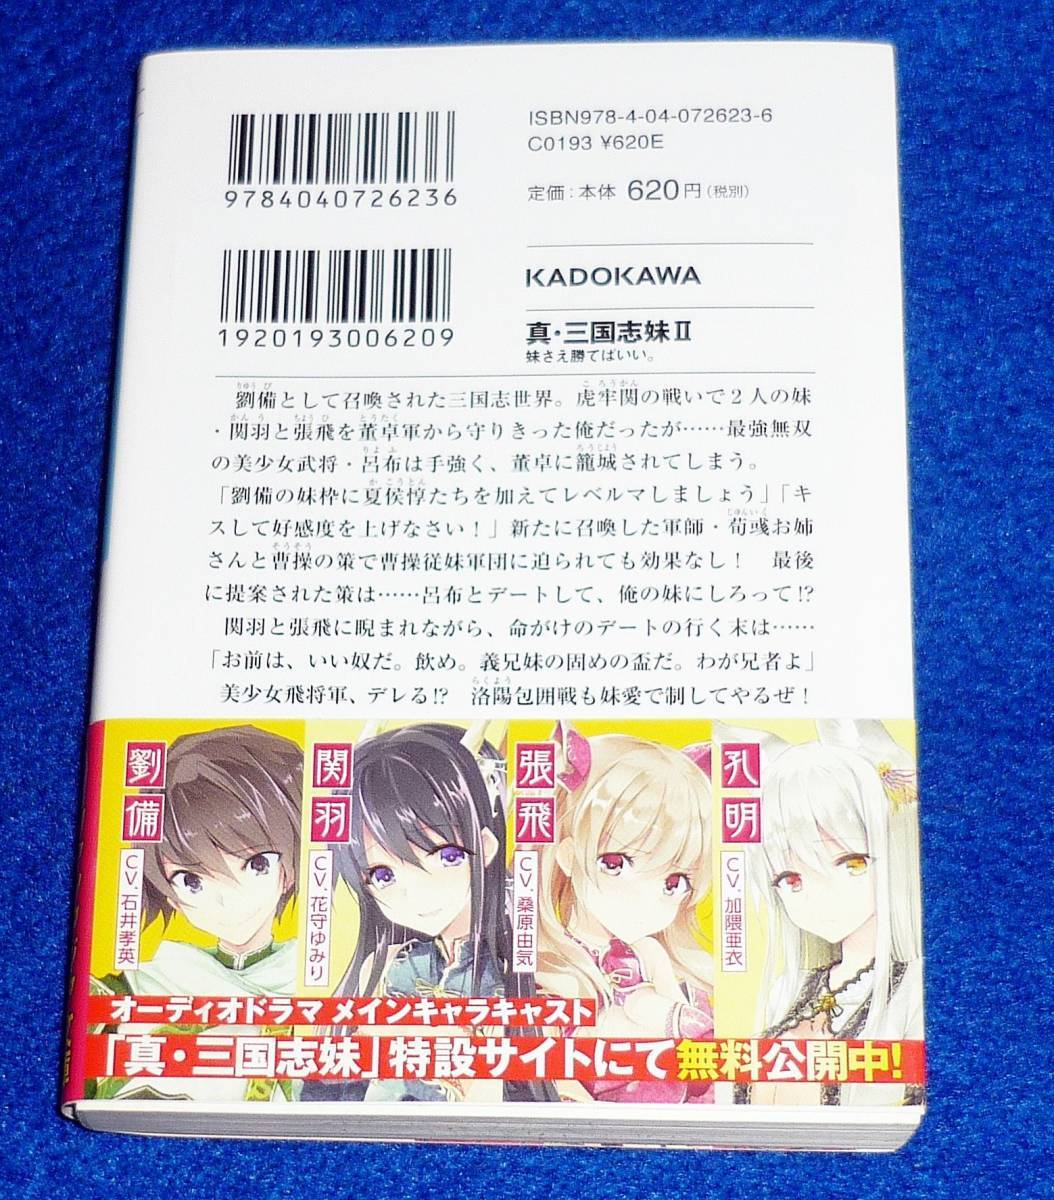 ISBN978-4-04-072623-6
C0193 ¥620E
9784040726236
定価：本体620円（税別）
1920193006209
KADOKAWA
真・三国志妹Ⅱ
妹さえ勝てばいい。
劉備として召喚された三国志世界。虎牢関の戦いで２人の妹
・関羽と張飛を董卓軍から守りきった俺だったが……最強無双
の美少女武将・呂布は手強く、董卓に籠城されてしまう。
「劉備の妹枠に夏侯惇たちを加えてレベルマしましょう」「キ
スして好感度を上げなさい！」新たに召喚した軍師・荀彧お姉
さんと曹操の策で曹操従妹軍団に迫られても効果なし！　最後
に提案された策は……呂布とデートして、俺の妹にしろって!?
関羽と張飛に睨まれながら、命がけのデートの行く末は……
「お前は、いい奴だ。飲め。義兄妹の固めの盃だ。わが兄者よ」
美少女飛将軍、デレる!?　洛陽包囲戦も妹愛で制してやるぜ！
劉備
CV.石井孝英
関羽
CV.花守ゆみり
張飛
CV.桑原由気
孔明
CV.加隈亜衣
オーディオドラマ メインキャラキャスト
「真・三国志妹」特設サイトにて無料公開中!